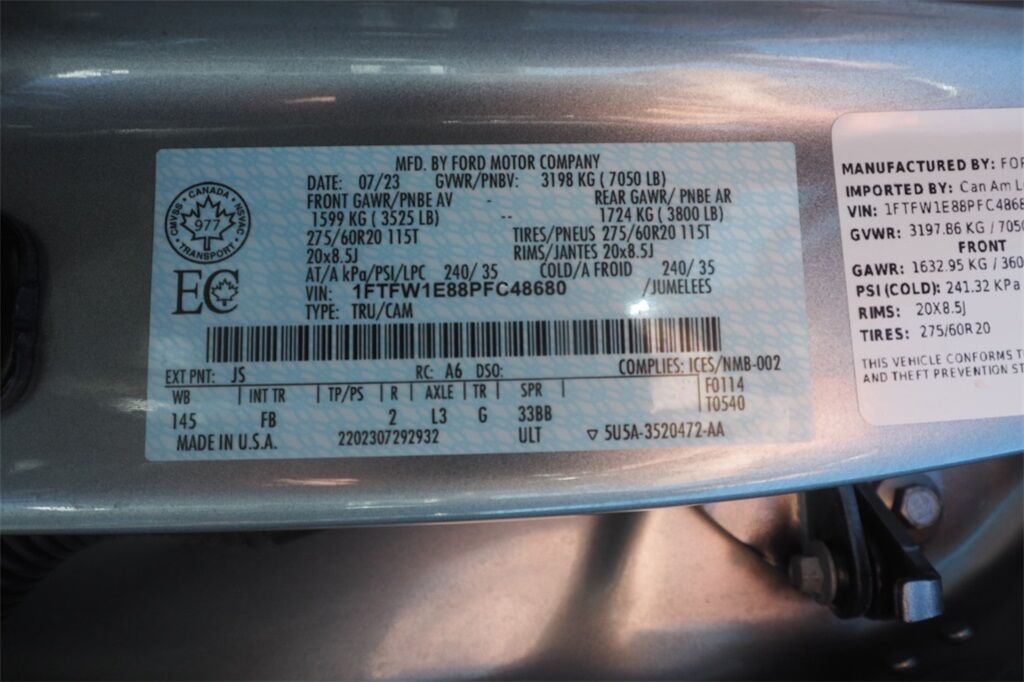 MFD. BY FORD MOTOR COMPANY
DATE: 07/23 GVWR/PNBV: 3198 KG ( 7050 LB)
FRONT GAWR/ PNBE AV - REAR GAWR/ PNBE AR
1599 KG ( 3525 LB) -- 1724 KG ( 3800 LB)
275/60R20 115T TIRES/PNEUS 275/60R20 115T
20x8.5J RIMS/JANTES 20x8.5J
AT/A kPa/PSI/LPC 240/ 35 COLD/A FROID 240/ 35
VIN: 1FTFW1E88PFC48680 /JUMELEES
TYPE: TRU/CAM
CANADA
CMVSS 977 NSVAC
TRANSPORT
EC
COMPLIES: ICES/NMB-002
EXT PNT: JS RC: A6 DSO:
WB | INT TR | TP/PS | R | AXLE | TR | SPR | F0114
145 FB 2 L3 G 33BB T0540
MADE IN U.S.A. 2202307292932 ULT 5U5A-3520472-AA
MANUFACTURED BY: FOR
IMPORTED BY: Can Am L
VIN: 1FTFW1E88PFC4868
GVWR: 3197.86 KG / 7050
FRONT
GAWR: 1632.95 KG / 360
PSI (COLD): 241.32 KPa
RIMS: 20X8.5J
TIRES: 275/60R20
THIS VEHICLE CONFORMS T
AND THEFT PREVENTION ST